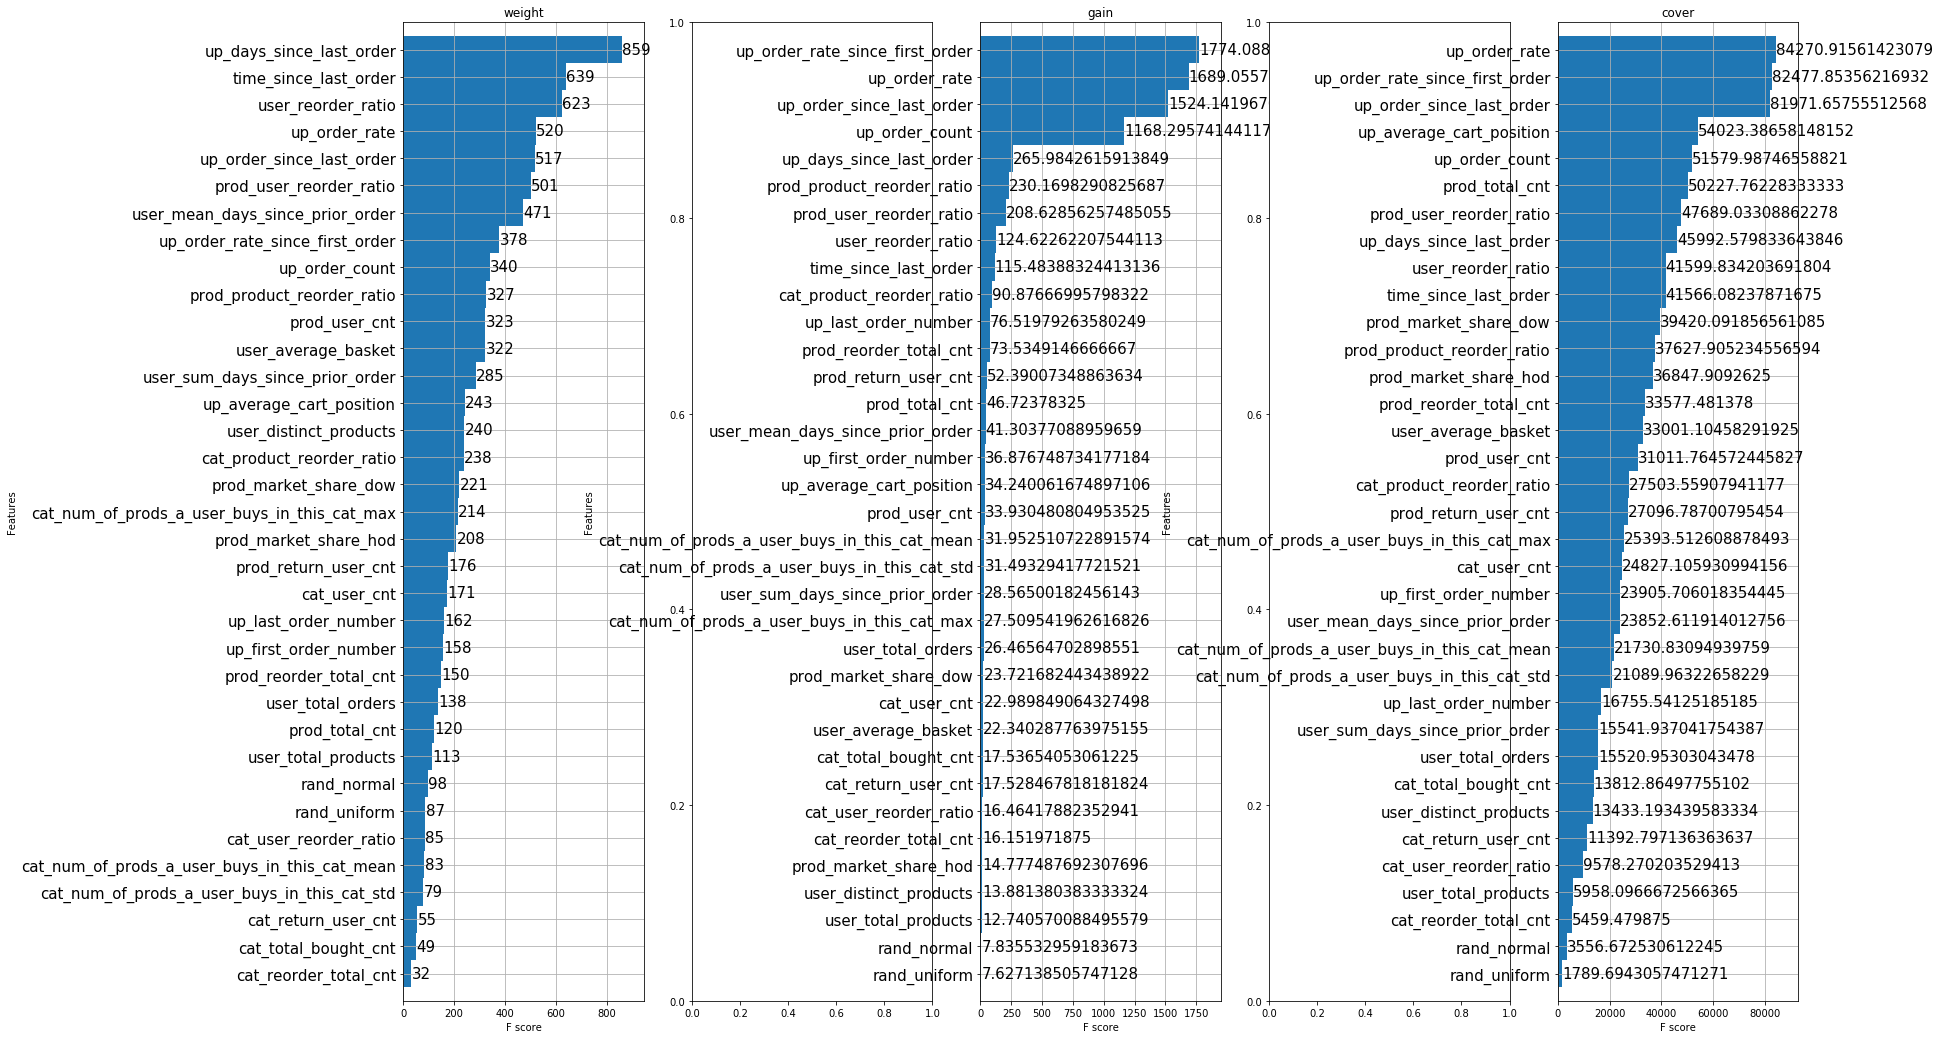 weight
up_days_since_last_order 859
time_since_last_order 639
user_reorder_ratio 623
up_order_rate 520
up_order_since_last_order 517
prod_user_reorder_ratio 501
user_mean_days_since_prior_order 471
up_order_rate_since_first_order 378
up_order_count 340
prod_product_reorder_ratio 327
prod_user_cnt 323
user_average_basket 322
user_sum_days_since_prior_order 285
up_average_cart_position 243
user_distinct_products 240
cat_product_reorder_ratio 238
prod_market_share_dow 221
cat_num_of_prods_a_user_buys_in_this_cat_max 214
prod_market_share_hod 208
prod_return_user_cnt 176
cat_user_cnt 171
up_last_order_number 162
up_first_order_number 158
prod_reorder_total_cnt 150
user_total_orders 138
prod_total_cnt 120
user_total_products 113
rand_normal 98
rand_uniform 87
cat_user_reorder_ratio 85
cat_num_of_prods_a_user_buys_in_this_cat_mean 83
cat_num_of_prods_a_user_buys_in_this_cat_std 79
cat_return_user_cnt 55
cat_total_bought_cnt 49
cat_reorder_total_cnt 32
Features
0 200 400 600 800
F score
1.0
0.8
0.6
0.4
0.2
0.0
0.0 0.2 0.4 0.6 0.8 1.0
gain
up_order_rate_since_first_order 1774.088
up_order_rate 1689.0557
up_order_since_last_order 1524.141967
up_order_count 1168.29574144117
up_days_since_last_order 265.9842615913849
prod_product_reorder_ratio 230.1698290825687
prod_user_reorder_ratio 208.62856257485055
user_reorder_ratio 124.62262207544113
time_since_last_order 115.48388324413136
cat_product_reorder_ratio 90.87666995798322
up_last_order_number 76.51979263580249
prod_reorder_total_cnt 73.5349146666667
prod_return_user_cnt 52.39007348863634
prod_total_cnt 46.72378325
user_mean_days_since_prior_order 41.30377088959659
up_first_order_number 36.876748734177184
up_average_cart_position 34.240061674897106
prod_user_cnt 33.930480804953525
cat_num_of_prods_a_user_buys_in_this_cat_mean 31.952510722891574
cat_num_of_prods_a_user_buys_in_this_cat_std 31.49329417721521
user_sum_days_since_prior_order 28.56500182456143
cat_num_of_prods_a_user_buys_in_this_cat_max 27.509541962616826
user_total_orders 26.46564702898551
prod_market_share_dow 23.721682443438922
cat_user_cnt 22.989849064327498
user_average_basket 22.340287763975155
cat_total_bought_cnt 17.53654053061225
cat_return_user_cnt 17.528467818181824
cat_user_reorder_ratio 16.46417882352941
cat_reorder_total_cnt 16.151971875
prod_market_share_hod 14.777487692307696
user_distinct_products 13.881380383333324
user_total_products 12.740570088495579
rand_normal 7.835532959183673
rand_uniform 7.627138505747128
Features
0 250 500 750 1000 1250 1500 1750
F score
1.0
0.8
0.6
0.4
0.2
0.0
0.0 0.2 0.4 0.6 0.8 1.0
cover
up_order_rate 84270.91561423079
up_order_rate_since_first_order 82477.85356216932
up_order_since_last_order 81971.65755512568
up_average_cart_position 54023.38658148152
up_order_count 51579.98746558821
prod_total_cnt 50227.76228333333
prod_user_reorder_ratio 47689.03308862278
up_days_since_last_order 45992.579833643846
user_reorder_ratio 41599.834203691804
time_since_last_order 41566.08237871675
prod_market_share_dow 39420.091856561085
prod_product_reorder_ratio 37627.905234556594
prod_market_share_hod 36847.9092625
prod_reorder_total_cnt 33577.481378
user_average_basket 33001.10458291925
prod_user_cnt 31011.764572445827
cat_product_reorder_ratio 27503.55907941177
prod_return_user_cnt 27096.78700795454
cat_num_of_prods_a_user_buys_in_this_cat_max 25393.512608878493
cat_user_cnt 24827.105930994156
up_first_order_number 23905.706018354445
user_mean_days_since_prior_order 23852.611914012756
cat_num_of_prods_a_user_buys_in_this_cat_mean 21730.83094939759
cat_num_of_prods_a_user_buys_in_this_cat_std 21089.96322658229
up_last_order_number 16755.54125185185
user_sum_days_since_prior_order 15541.937041754387
user_total_orders 15520.95303043478
cat_total_bought_cnt 13812.86497755102
user_distinct_products 13433.193439583334
cat_return_user_cnt 11392.797136363637
cat_user_reorder_ratio 9578.270203529413
user_total_products 5958.0966672566365
cat_reorder_total_cnt 5459.479875
rand_normal 3556.672530612245
rand_uniform 1789.6943057471271
Features
0 20000 40000 60000 80000
F score